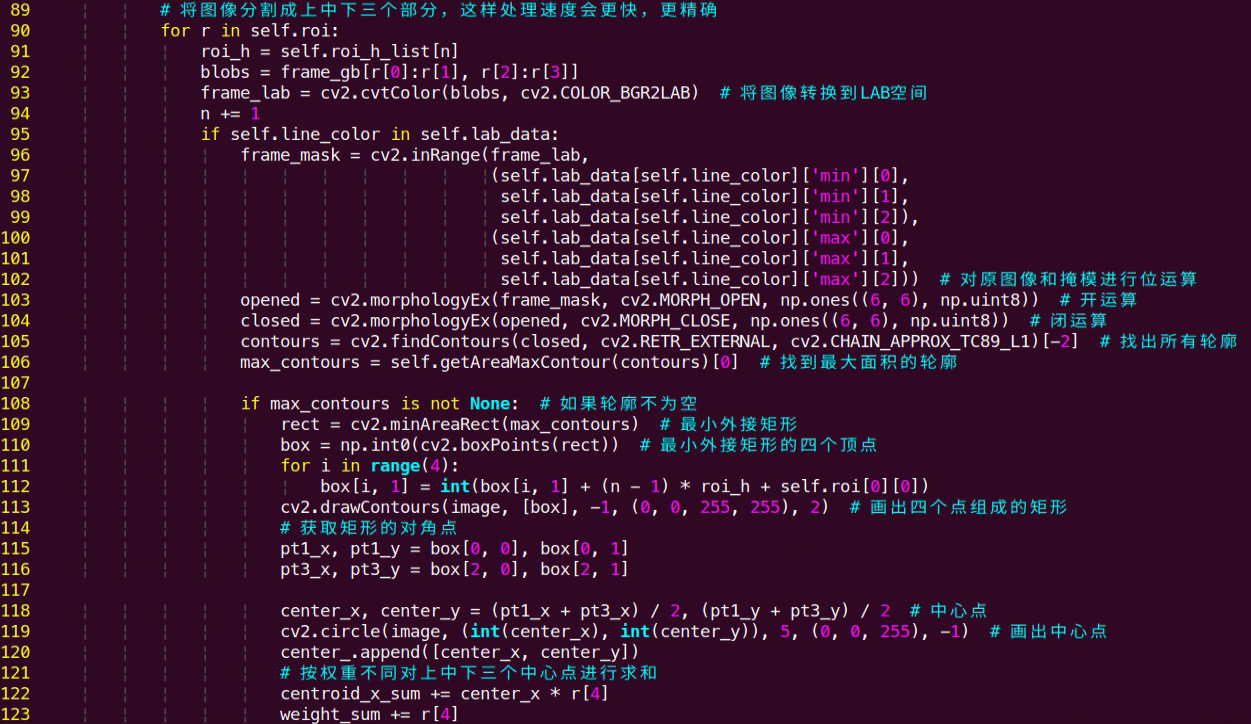 89 # 将图像分割成上中下三个部分，这样处理速度会更快，更精确
90 for r in self.roi:
91 roi_h = self.roi_h_list[n]
92 blobs = frame_gb[r[0]:r[1], r[2]:r[3]]
93 frame_lab = cv2.cvtColor(blobs, cv2.COLOR_BGR2LAB)  # 将图像转换到LAB空间
94 n += 1
95 if self.line_color in self.lab_data:
96 frame_mask = cv2.inRange(frame_lab,
97 (self.lab_data[self.line_color]['min'][0],
98 self.lab_data[self.line_color]['min'][1],
99 self.lab_data[self.line_color]['min'][2]),
100 (self.lab_data[self.line_color]['max'][0],
101 self.lab_data[self.line_color]['max'][1],
102 self.lab_data[self.line_color]['max'][2]))  # 对原图像和掩模进行位运算
103 opened = cv2.morphologyEx(frame_mask, cv2.MORPH_OPEN, np.ones((6, 6), np.uint8))  # 开运算
104 closed = cv2.morphologyEx(opened, cv2.MORPH_CLOSE, np.ones((6, 6), np.uint8))  # 闭运算
105 contours = cv2.findContours(closed, cv2.RETR_EXTERNAL, cv2.CHAIN_APPROX_TC89_L1)[-2]  # 找出所有轮廓
106 max_contours = self.getAreaMaxContour(contours)[0]  # 找到最大面积的轮廓
107
108 if max_contours is not None:  # 如果轮廓不为空
109 rect = cv2.minAreaRect(max_contours)  # 最小外接矩形
110 box = np.int0(cv2.boxPoints(rect))  # 最小外接矩形的四个顶点
111 for i in range(4):
112 box[i, 1] = int(box[i, 1] + (n - 1) * roi_h + self.roi[0][0])
113 cv2.drawContours(image, [box], -1, (0, 0, 255, 255), 2)  # 画出四个点组成的矩形
114 # 获取矩形的对角点
115 pt1_x, pt1_y = box[0, 0], box[0, 1]
116 pt3_x, pt3_y = box[2, 0], box[2, 1]
117
118 center_x, center_y = (pt1_x + pt3_x) / 2, (pt1_y + pt3_y) / 2  # 中心点
119 cv2.circle(image, (int(center_x), int(center_y)), 5, (0, 0, 255), -1)  # 画出中心点
120 center_.append([center_x, center_y])
121 # 按权重不同对上中下三个中心点进行求和
122 centroid_x_sum += center_x * r[4]
123 weight_sum += r[4]